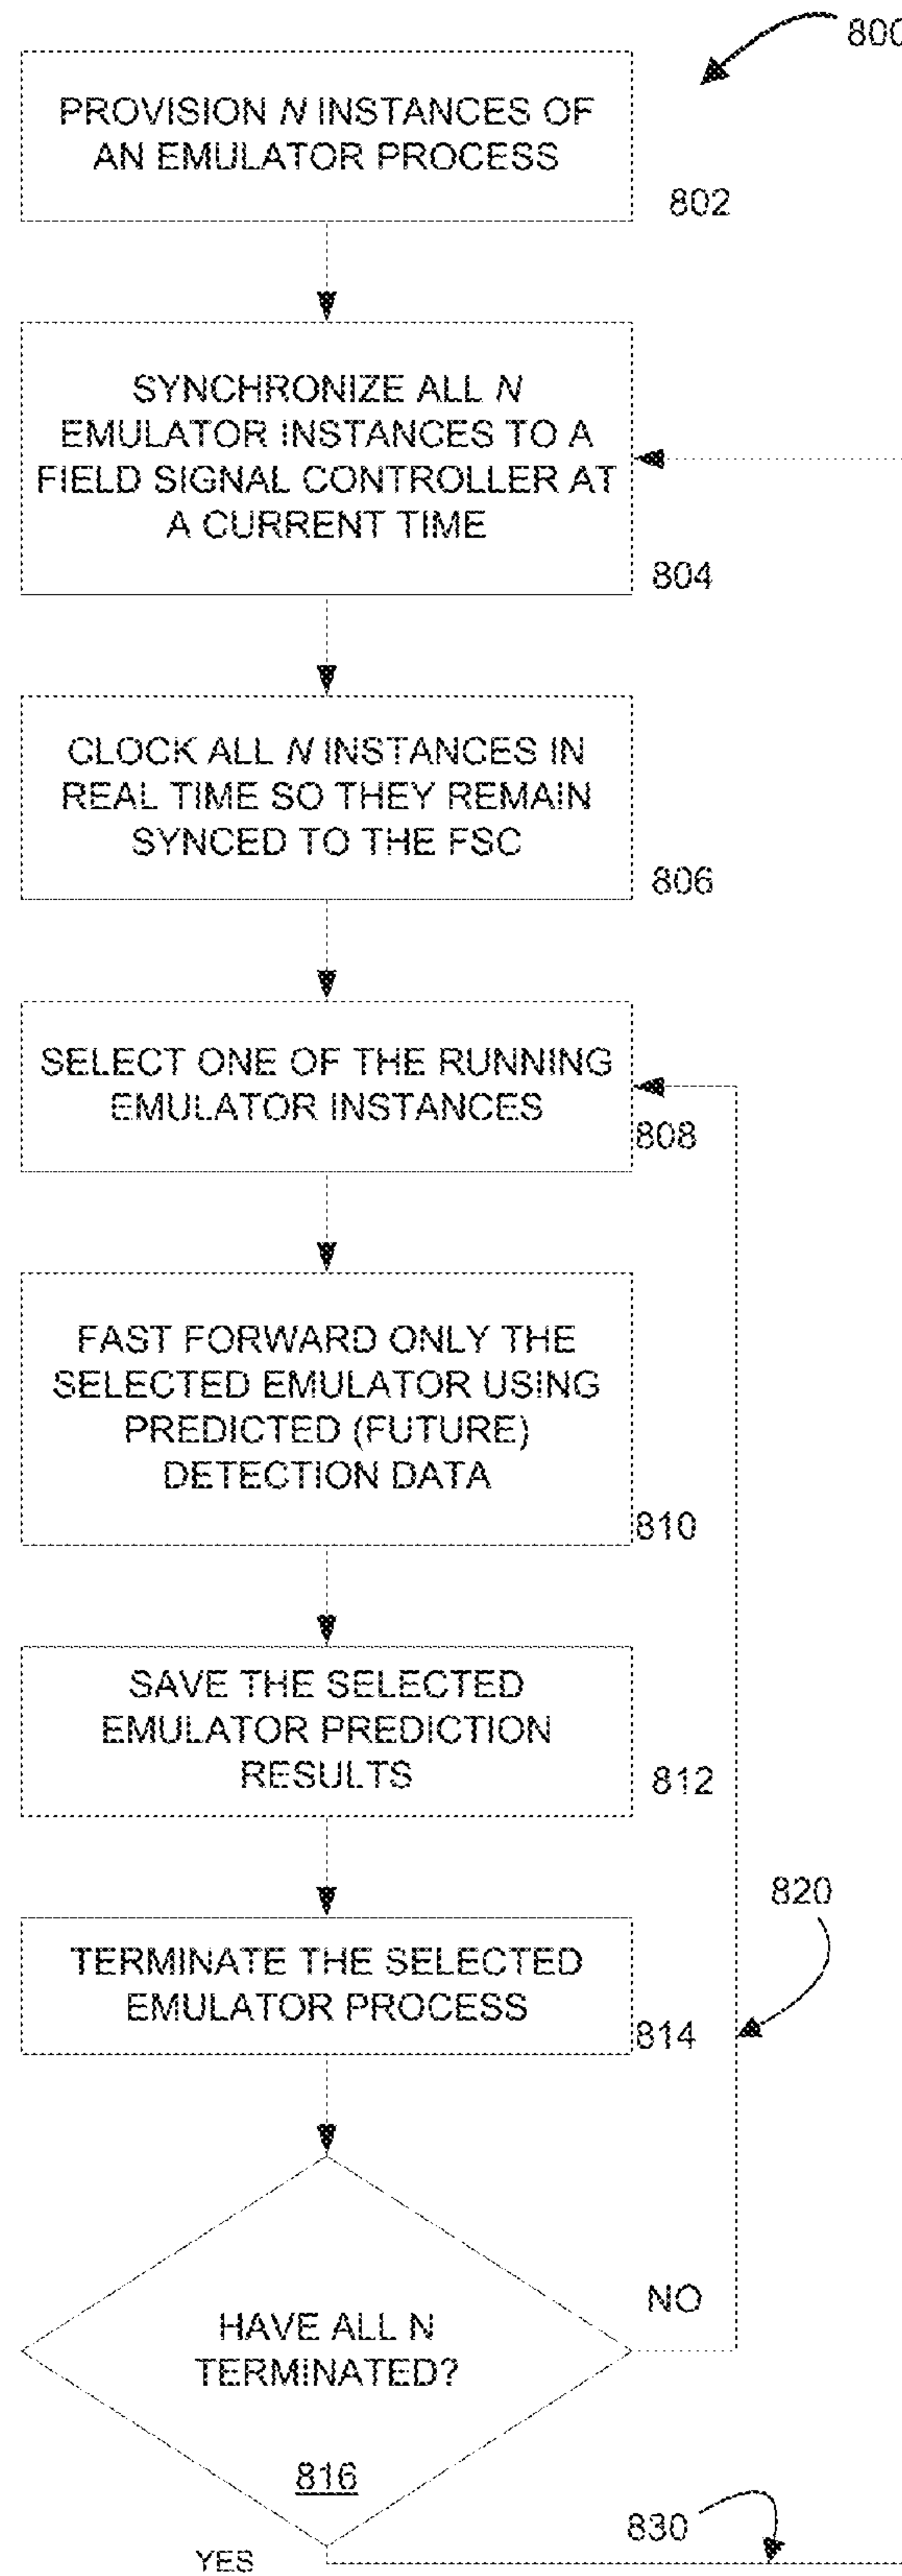 800
PROVISION N INSTANCES OF
AN EMULATOR PROCESS
802
SYNCHRONIZE ALL N
EMULATOR INSTANCES TO A
FIELD SIGNAL CONTROLLER AT
A CURRENT TIME
804
CLOCK ALL N INSTANCES IN
REAL TIME SO THEY REMAIN
SYNCED TO THE FSC
806
SELECT ONE OF THE RUNNING
EMULATOR INSTANCES
808
FAST FORWARD ONLY THE
SELECTED EMULATOR USING
PREDICTED (FUTURE)
DETECTION DATA
810
SAVE THE SELECTED
EMULATOR PREDICTION
RESULTS
812
820
TERMINATE THE SELECTED
EMULATOR PROCESS
814
NO
HAVE ALL N
TERMINATED?
816
830
YES